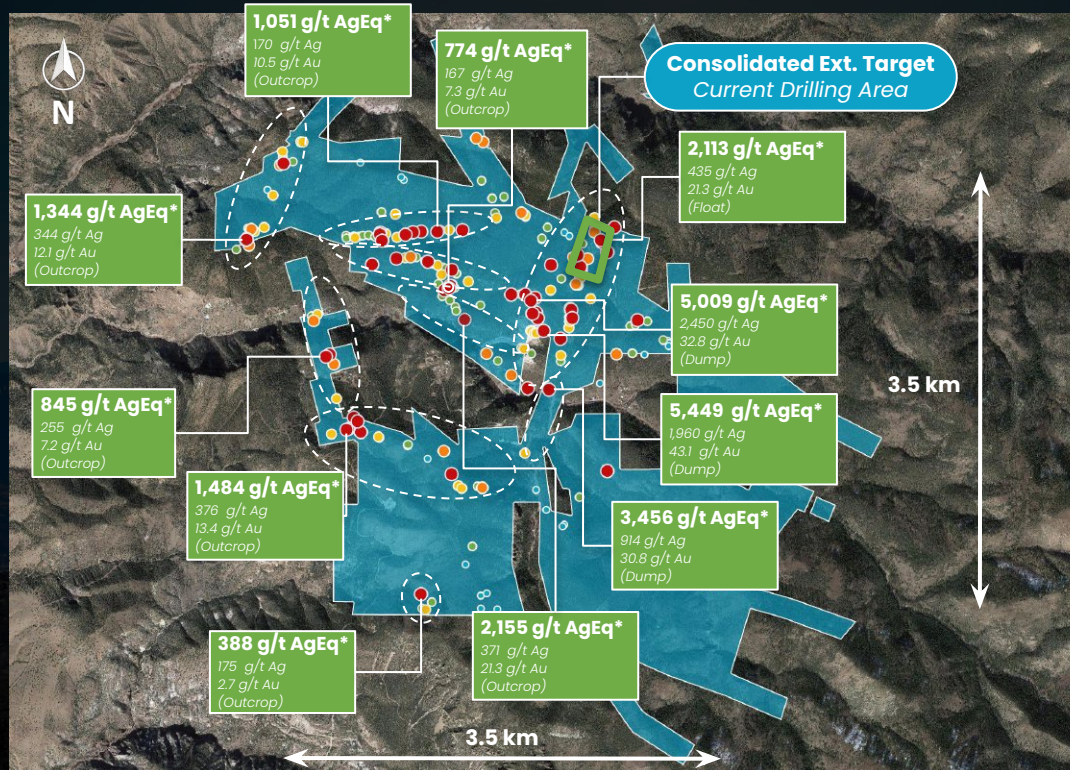 1,051 g/t AgEq*
170 g/t Ag
10.5 g/t Au
(Outcrop)
774 g/t AgEq*
167 g/t Ag
7.3 g/t Au
(Outcrop)
Consolidated Ext. Target
Current Drilling Area
N
2,113 g/t AgEq*
435 g/t Ag
21.3 g/t Au
(Float)
1,344 g/t AgEq*
344 g/t Ag
12.1 g/t Au
(Outcrop)
5,009 g/t AgEq*
2,450 g/t Ag
32.8 g/t Au
(Dump)
3.5 km
845 g/t AgEq*
255 g/t Ag
7.2 g/t Au
(Outcrop)
5,449 g/t AgEq*
1,960 g/t Ag
43.1 g/t Au
(Dump)
1,484 g/t AgEq*
376 g/t Ag
13.4 g/t Au
(Outcrop)
3,456 g/t AgEq*
914 g/t Ag
30.8 g/t Au
(Dump)
388 g/t AgEq*
175 g/t Ag
2.7 g/t Au
(Outcrop)
2,155 g/t AgEq*
371 g/t Ag
21.3 g/t Au
(Outcrop)
3.5 km